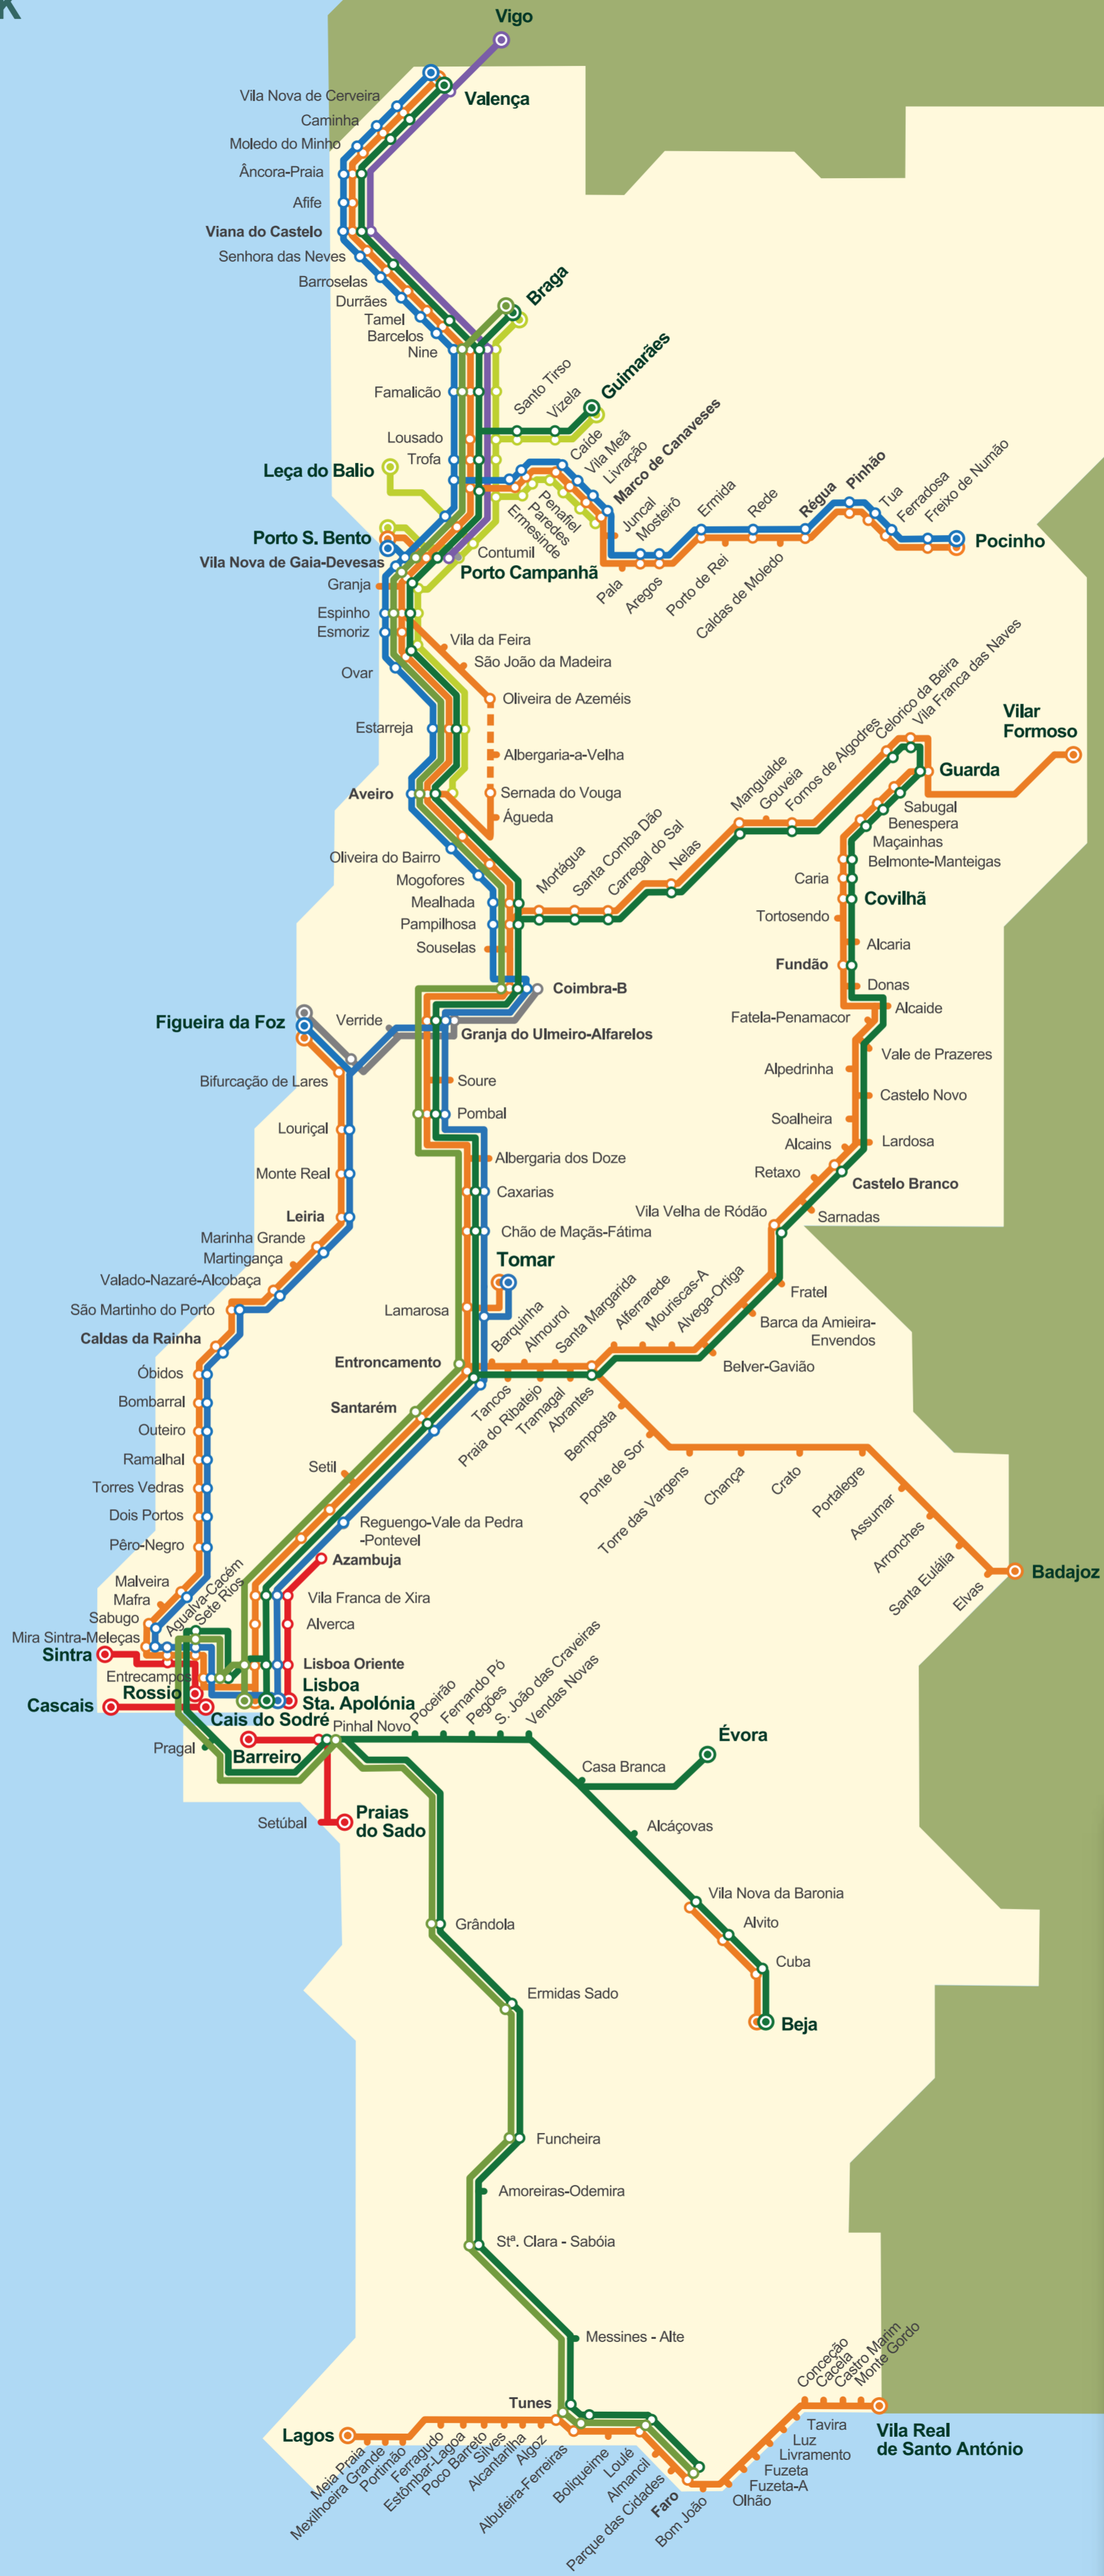 K
Vigo
Valença
Vila Nova de Cerveira
Caminha
Moledo do Minho
Âncora-Praia
Afife
Viana do Castelo
Senhora das Neves
Barroselas
Durrães
Tamel
Barcelos
Nine
Braga
Famalicão
Santo Tirso
Vizela
Guimarães
Lousado
Trofa
Leça do Balio
Caíde
Vila Meã
Livração
Marco de Canaveses
Penafiel
Paredes
Ermesinde
Juncal
Mosteirô
Ermida
Rede
Régua
Pinhão
Tua
Ferradosa
Freixo de Numão
Pocinho
Pala
Aregos
Porto de Rei
Caldas de Moledo
Porto S. Bento
Contumil
Vila Nova de Gaia-Devesas
Porto Campanhã
Granja
Espinho
Esmoriz
Ovar
Vila da Feira
São João da Madeira
Oliveira de Azeméis
Estarreja
Albergaria-a-Velha
Aveiro
Sernada do Vouga
Águeda
Oliveira do Bairro
Mogofores
Mealhada
Pampilhosa
Souselas
Mortágua
Santa Comba Dão
Carregal do Sal
Nelas
Mangualde
Gouveia
Fornos de Algodres
Celorico da Beira
Vila Franca das Naves
Vilar
Formoso
Guarda
Sabugal
Benespera
Maçainhas
Belmonte-Manteigas
Caria
Covilhã
Tortosendo
Alcaria
Fundão
Donas
Alcaide
Fatela-Penamacor
Vale de Prazeres
Alpedrinha
Castelo Novo
Soalheira
Alcains
Lardosa
Retaxo
Castelo Branco
Vila Velha de Ródão
Sarnadas
Fratel
Barca da Amieira-
Envendos
Belver-Gavião
Coimbra-B
Figueira da Foz
Verride
Granja do Ulmeiro-Alfarelos
Bifurcação de Lares
Soure
Louriçal
Pombal
Monte Real
Albergaria dos Doze
Leiria
Caxarias
Marinha Grande
Chão de Maçãs-Fátima
Martingança
Valado-Nazaré-Alcobaça
Tomar
São Martinho do Porto
Lamarosa
Caldas da Rainha
Barquinha
Almourol
Santa Margarida
Alferrarede
Mouriscas-A
Alvega-Ortiga
Entroncamento
Tancos
Praia do Ribatejo
Tramagal
Abrantes
Bemposta
Ponte de Sor
Torre das Vargens
Chança
Crato
Portalegre
Assumar
Arronches
Santa Eulália
Elvas
Badajoz
Óbidos
Bombarral
Santarém
Outeiro
Ramalhal
Setil
Torres Vedras
Dois Portos
Reguengo-Vale da Pedra
-Pontevel
Pêro-Negro
Azambuja
Malveira
Mafra
Vila Franca de Xira
Sabugo
Alverca
Mira Sintra-Meleças
Agualva-Cacém
Sete Rios
Sintra
Lisboa Oriente
Entrecampos
Rossio
Lisboa
Sta. Apolónia
Cascais
Cais do Sodré
Pinhal Novo
Poceirão
Fernando Pó
Pegões
S. João das Craveiras
Vendas Novas
Pragal
Barreiro
Évora
Casa Branca
Setúbal
Praias
do Sado
Alcáçovas
Vila Nova da Baronia
Grândola
Alvito
Cuba
Ermidas Sado
Beja
Funcheira
Amoreiras-Odemira
Stª. Clara - Sabóia
Messines - Alte
Tunes
Lagos
Meia Praia
Mexilhoeira Grande
Portimão
Ferragudo
Estômbar-Lagoa
Poco Barreto
Silves
Alcantarilha
Algoz
Albufeira-Ferreiras
Boliqueime
Loulé
Almancil
Parque das Cidades
Faro
Bom João
Olhão
Fuzeta-A
Fuzeta
Livramento
Luz
Tavira
Conceção
Cacela
Castro Marim
Monte Gordo
Vila Real
de Santo António